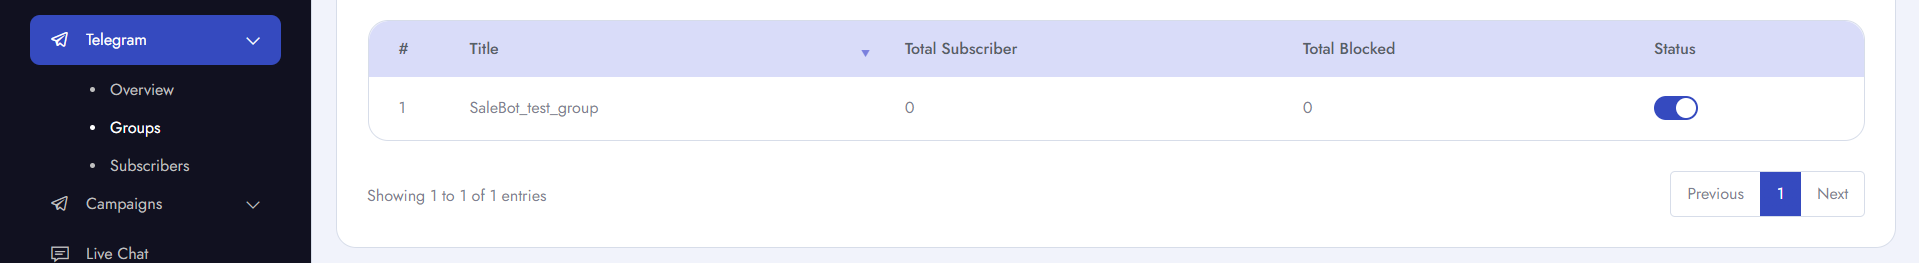 Telegram
Overview
Groups
Subscribers
Campaigns
Live Chat
# Title Total Subscriber Total Blocked Status
1 SaleBot_test_group 0 0
Showing 1 to 1 of 1 entries
Previous 1 Next